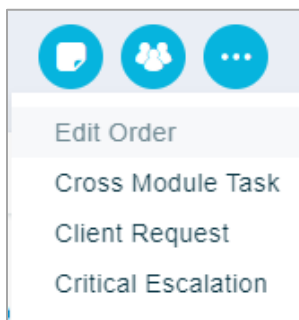 Edit Order
Cross Module Task
Client Request
Critical Escalation